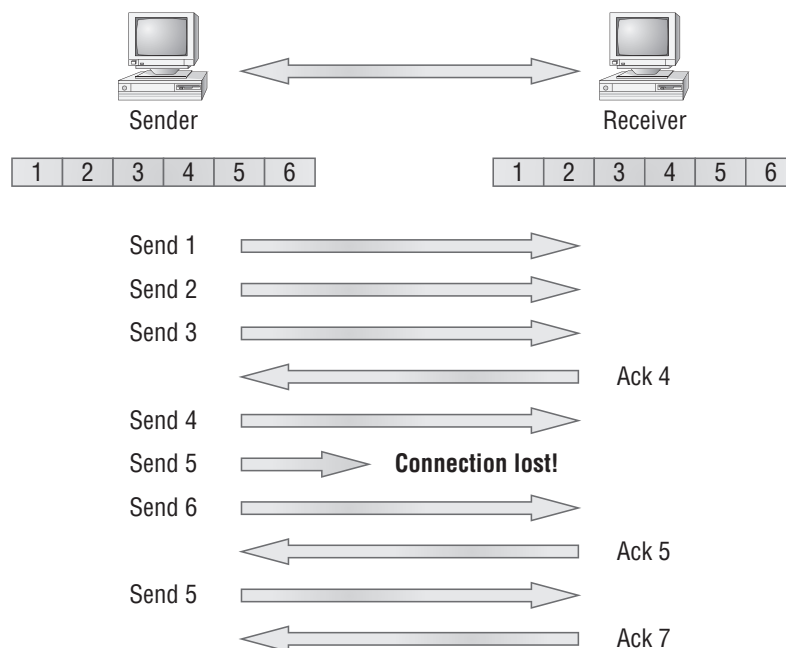 Sender Receiver
1 2 3 4 5 6 1 2 3 4 5 6
Send 1
Send 2
Send 3
Ack 4
Send 4
Send 5 Connection lost!
Send 6
Ack 5
Send 5
Ack 7